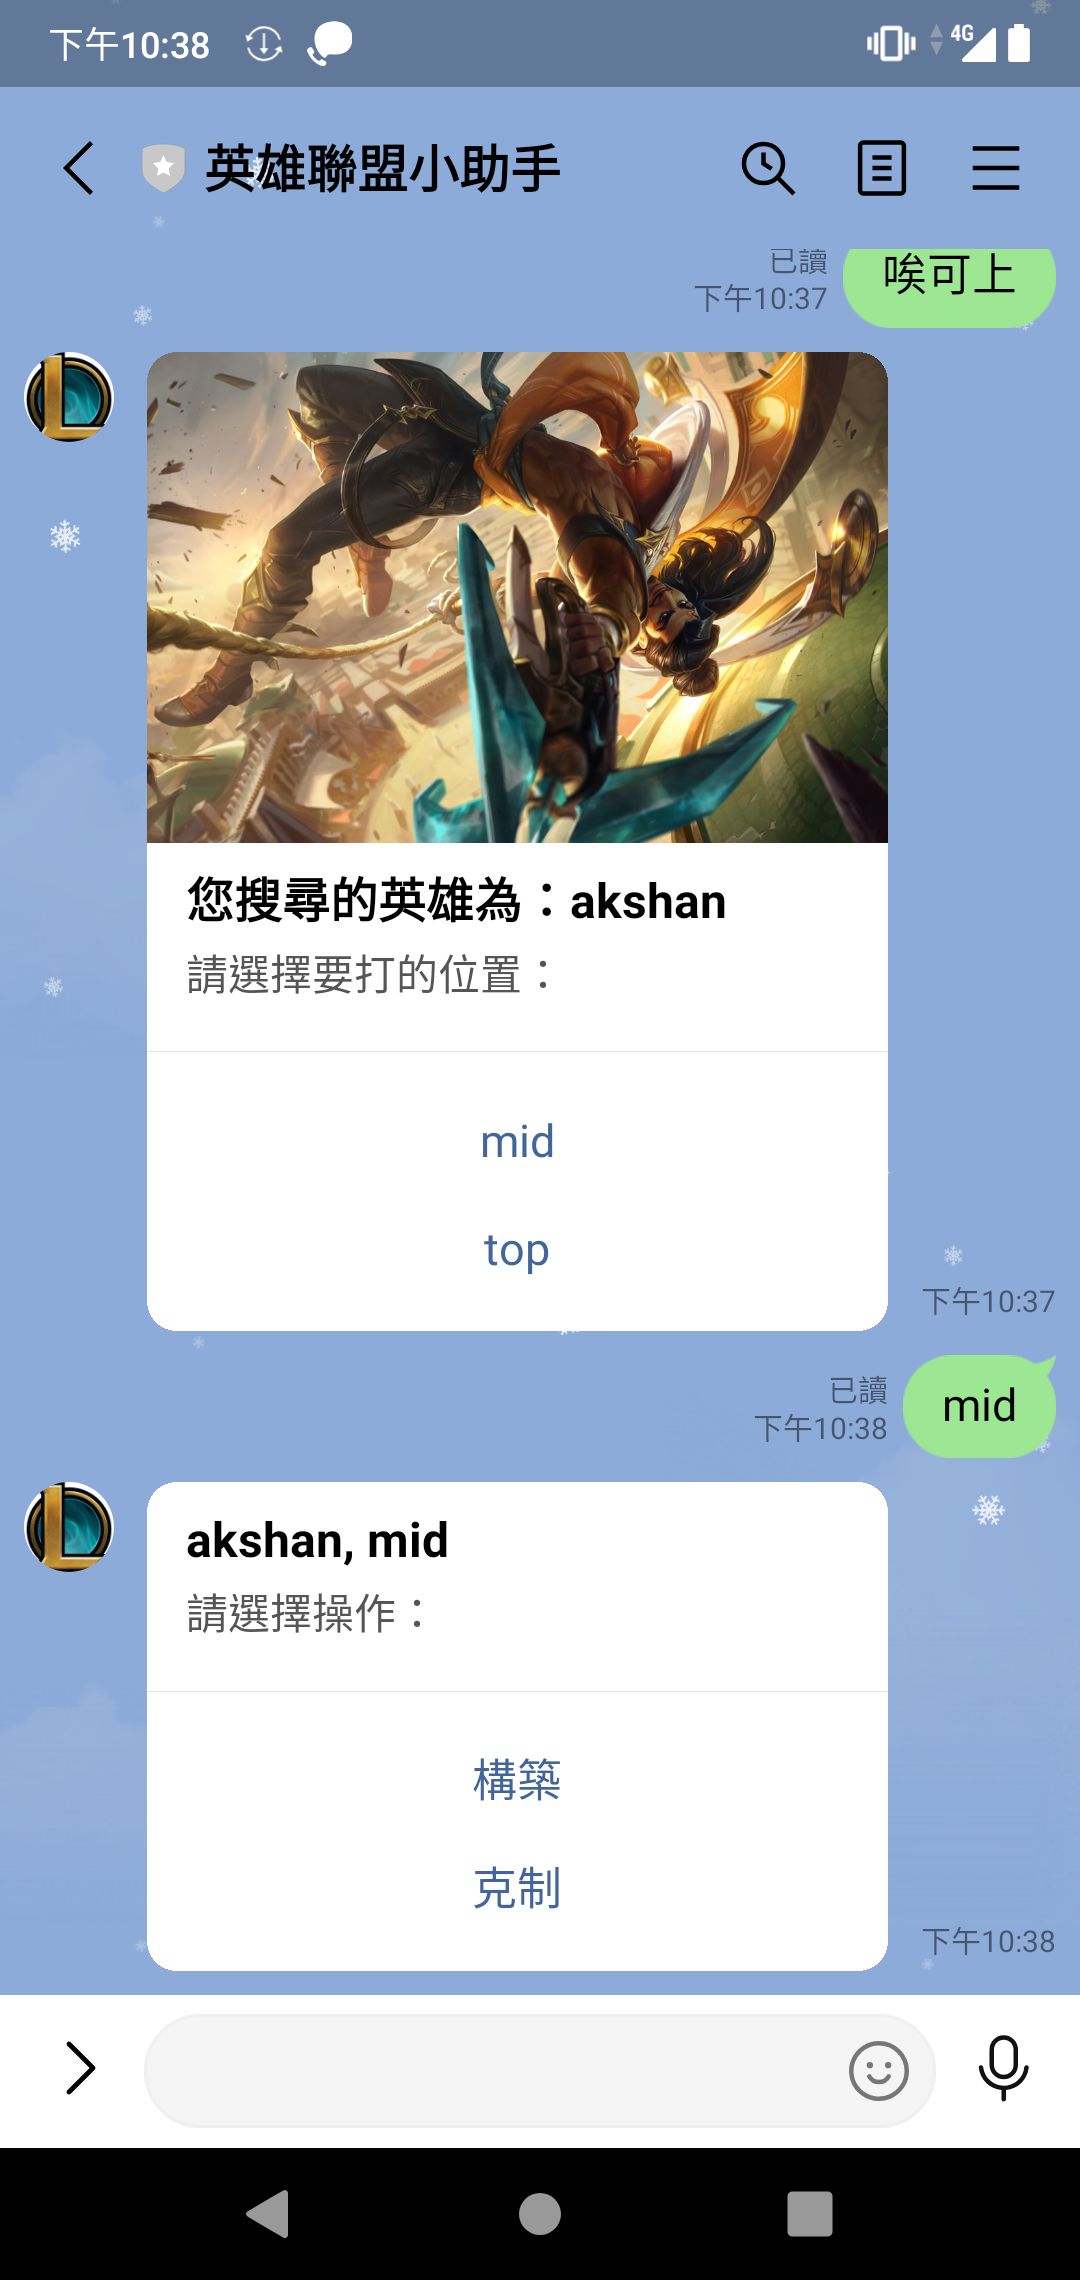 下午10:38
4G
英雄聯盟小助手
已讀
下午10:37
唉可上
您搜尋的英雄為：akshan
請選擇要打的位置：
mid
top
下午10:37
已讀
下午10:38
mid
akshan, mid
請選擇操作：
構築
克制
下午10:38